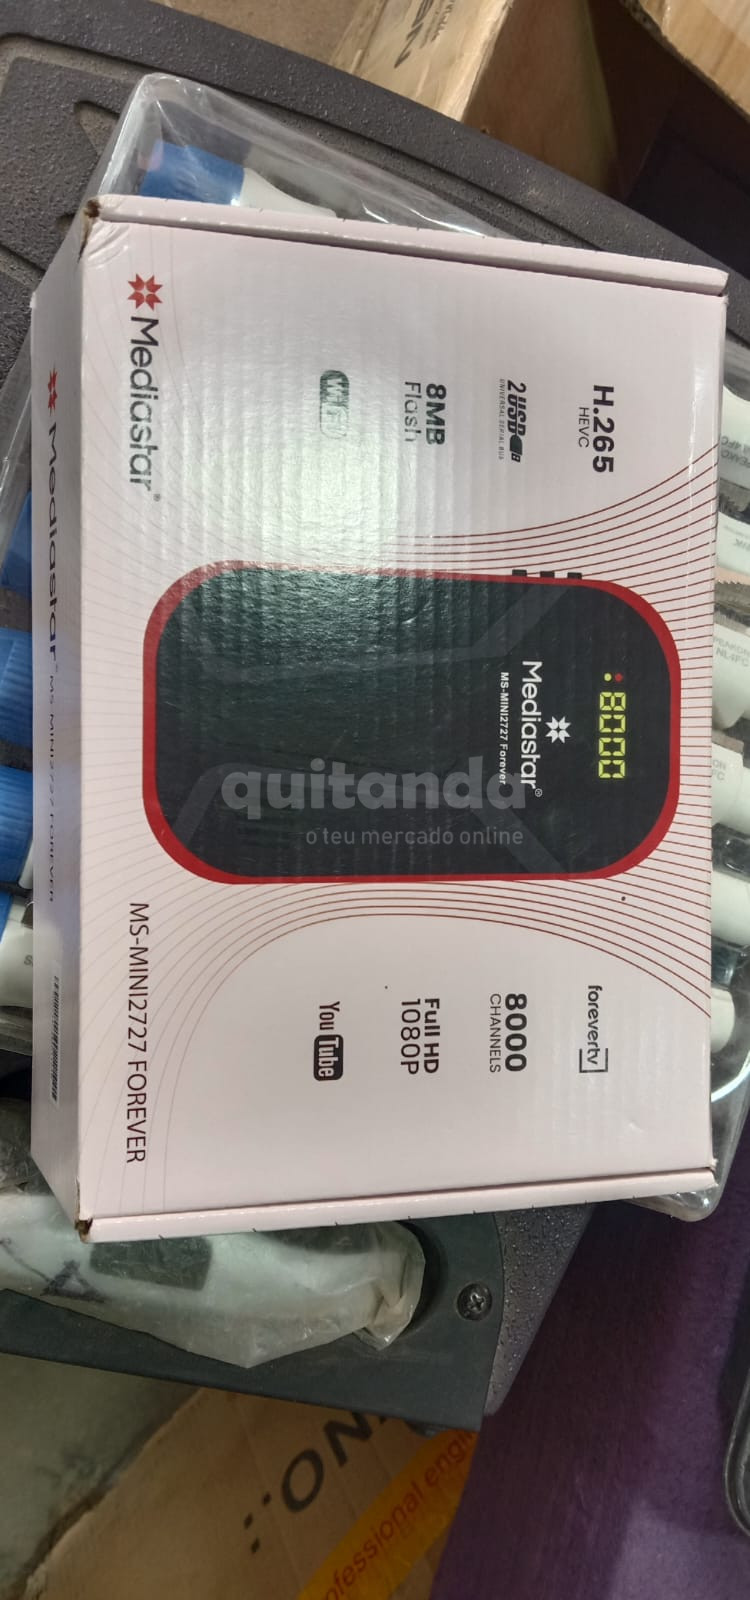 H.265
HEVC
2 USB
UNIVERSAL SERIAL BUS
8MB
Flash
WiFi
Mediastar®
8000
Mediastar®
MS-MINI2727 Forever
forevertv
8000
CHANNELS
Full HD
1080P
YouTube
MS-MINI2727 FOREVER
Mediastar® MS-MINI2727 FOREVER
quitanda
o teu mercado online
NL4FC